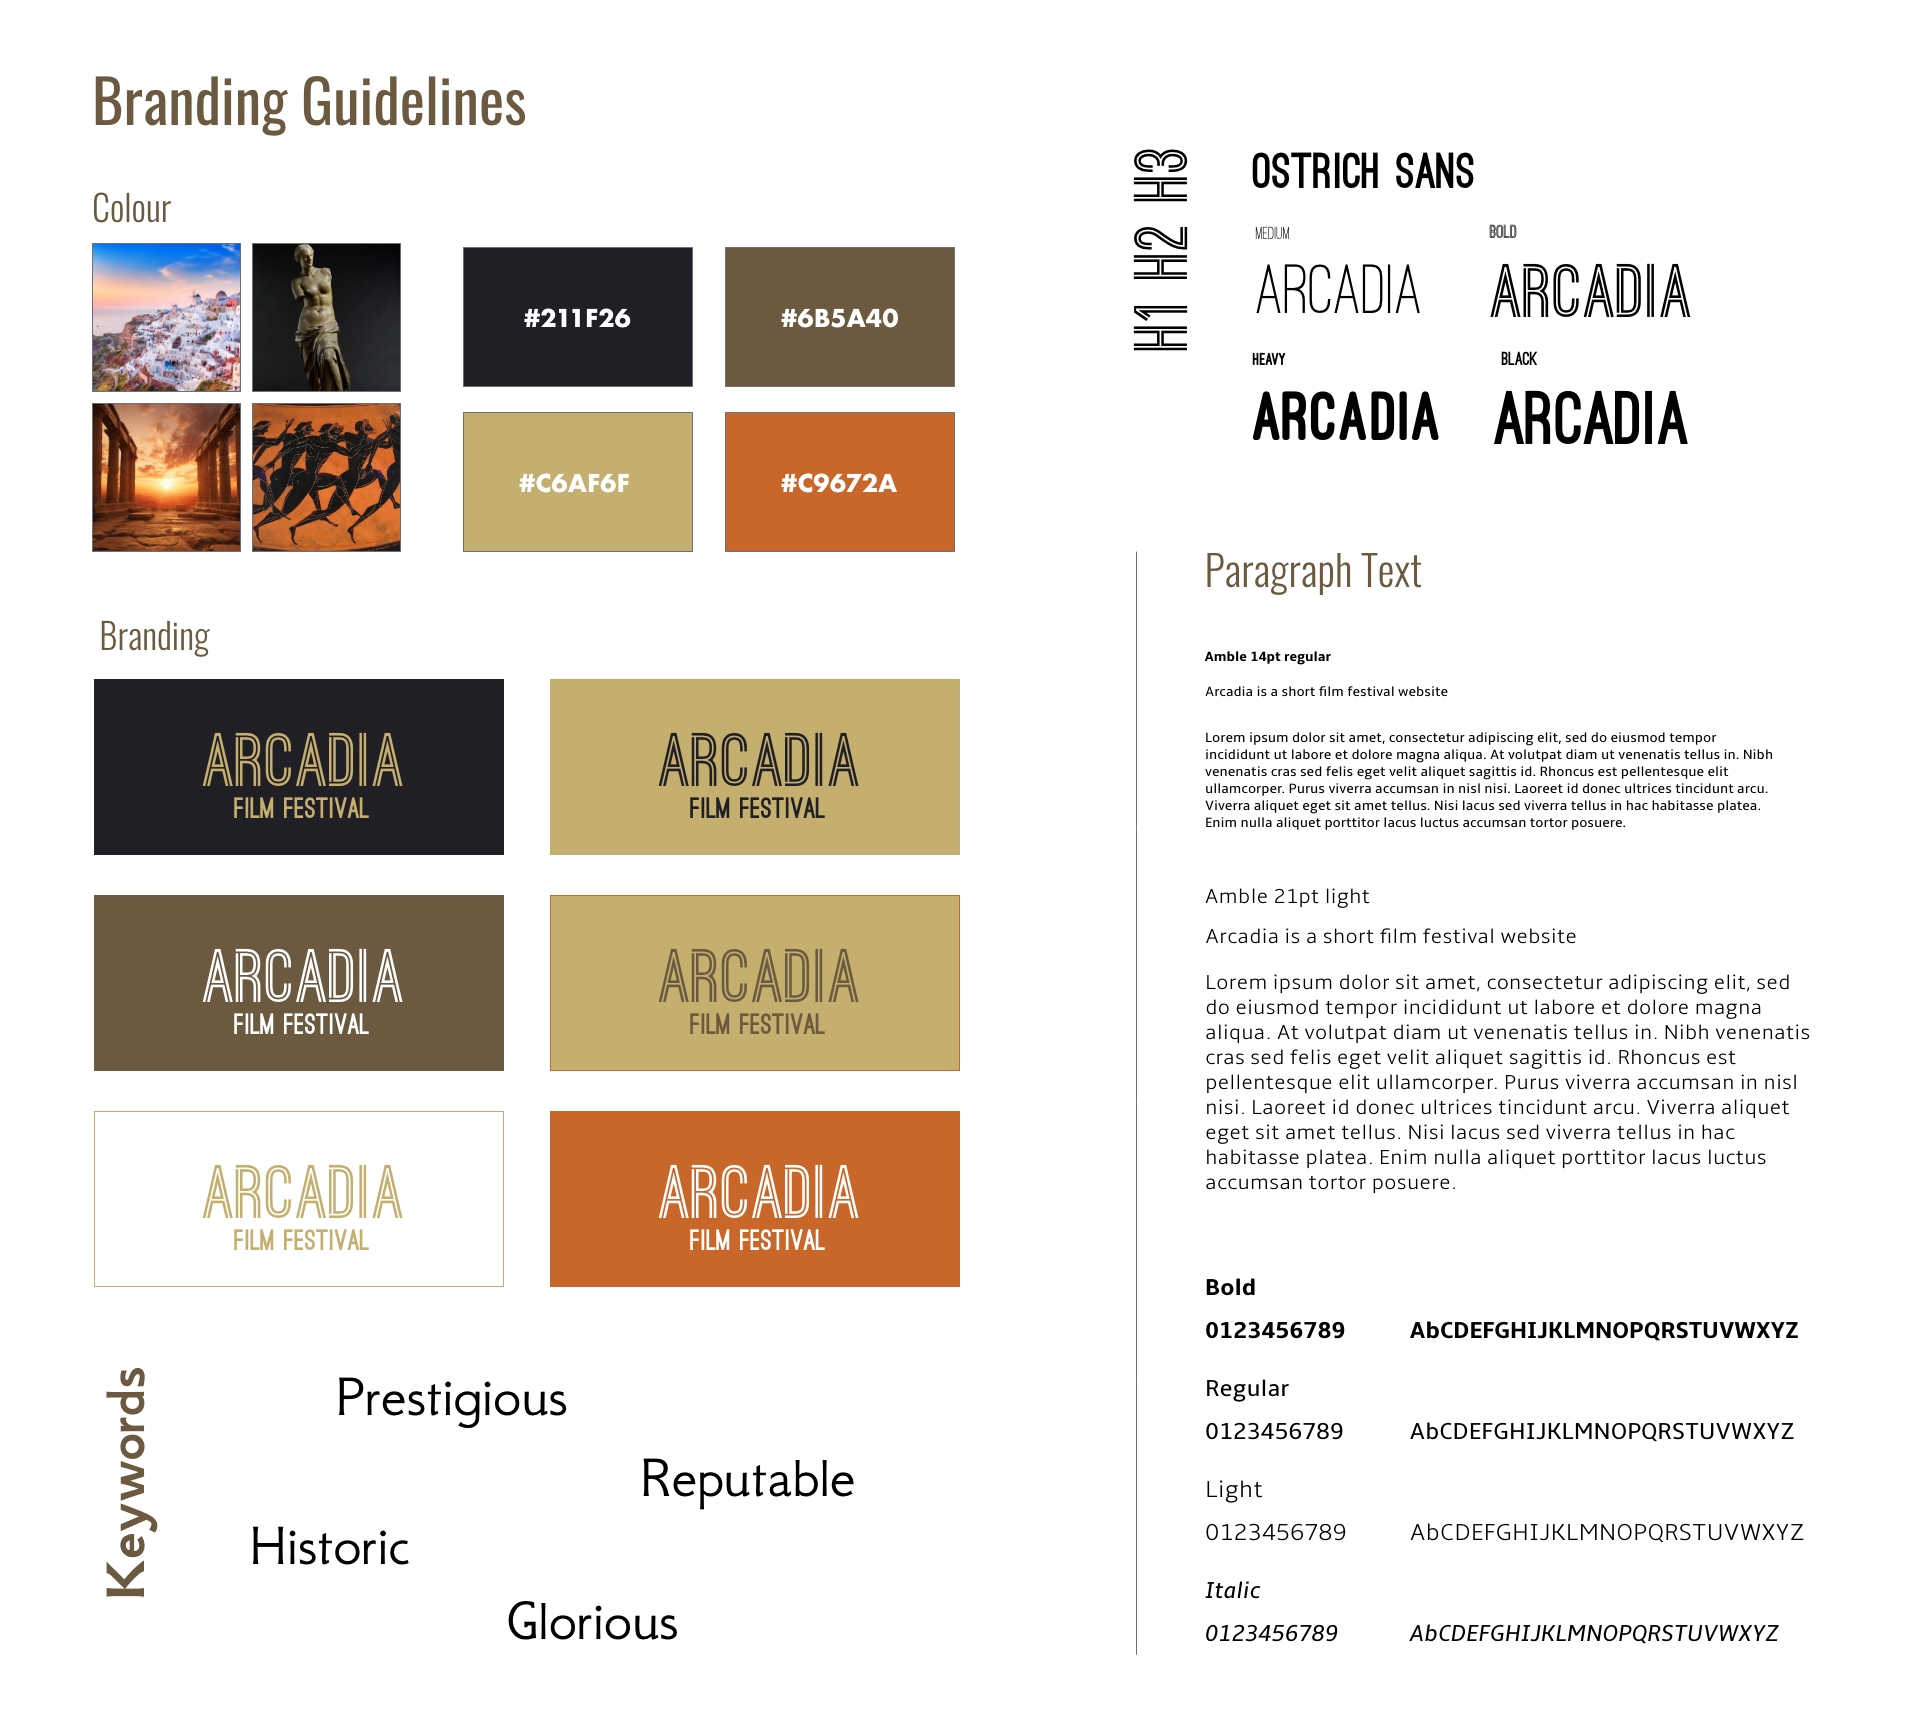 Branding Guidelines
Colour
#211F26
#6B5A40
#C6AF6F
#C9672A
Branding
ARCADIA
FILM FESTIVAL
ARCADIA
FILM FESTIVAL
ARCADIA
FILM FESTIVAL
ARCADIA
FILM FESTIVAL
ARCADIA
FILM FESTIVAL
ARCADIA
FILM FESTIVAL
Keywords
Prestigious
Reputable
Historic
Glorious
H1 H2 H3
OSTRICH SANS
MEDIUM
ARCADIA
BOLD
ARCADIA
HEAVY
ARCADIA
BLACK
ARCADIA
Paragraph Text
Amble 14pt regular
Arcadia is a short film festival website
Lorem ipsum dolor sit amet, consectetur adipiscing elit, sed do eiusmod tempor
incididunt ut labore et dolore magna aliqua. At volutpat diam ut venenatis tellus in. Nibh
venenatis cras sed felis eget velit aliquet sagittis id. Rhoncus est pellentesque elit
ullamcorper. Purus viverra accumsan in nisl nisi. Laoreet id donec ultrices tincidunt arcu.
Viverra aliquet eget sit amet tellus. Nisi lacus sed viverra tellus in hac habitasse platea.
Enim nulla aliquet porttitor lacus luctus accumsan tortor posuere.
Amble 21pt light
Arcadia is a short film festival website
Lorem ipsum dolor sit amet, consectetur adipiscing elit, sed
do eiusmod tempor incididunt ut labore et dolore magna
aliqua. At volutpat diam ut venenatis tellus in. Nibh venenatis
cras sed felis eget velit aliquet sagittis id. Rhoncus est
pellentesque elit ullamcorper. Purus viverra accumsan in nisl
nisi. Laoreet id donec ultrices tincidunt arcu. Viverra aliquet
eget sit amet tellus. Nisi lacus sed viverra tellus in hac
habitasse platea. Enim nulla aliquet porttitor lacus luctus
accumsan tortor posuere.
Bold
0123456789 AbCDEFGHIJKLMNOPQRSTUVWXYZ
Regular
0123456789 AbCDEFGHIJKLMNOPQRSTUVWXYZ
Light
0123456789 AbCDEFGHIJKLMNOPQRSTUVWXYZ
Italic
0123456789 AbCDEFGHIJKLMNOPQRSTUVWXYZ